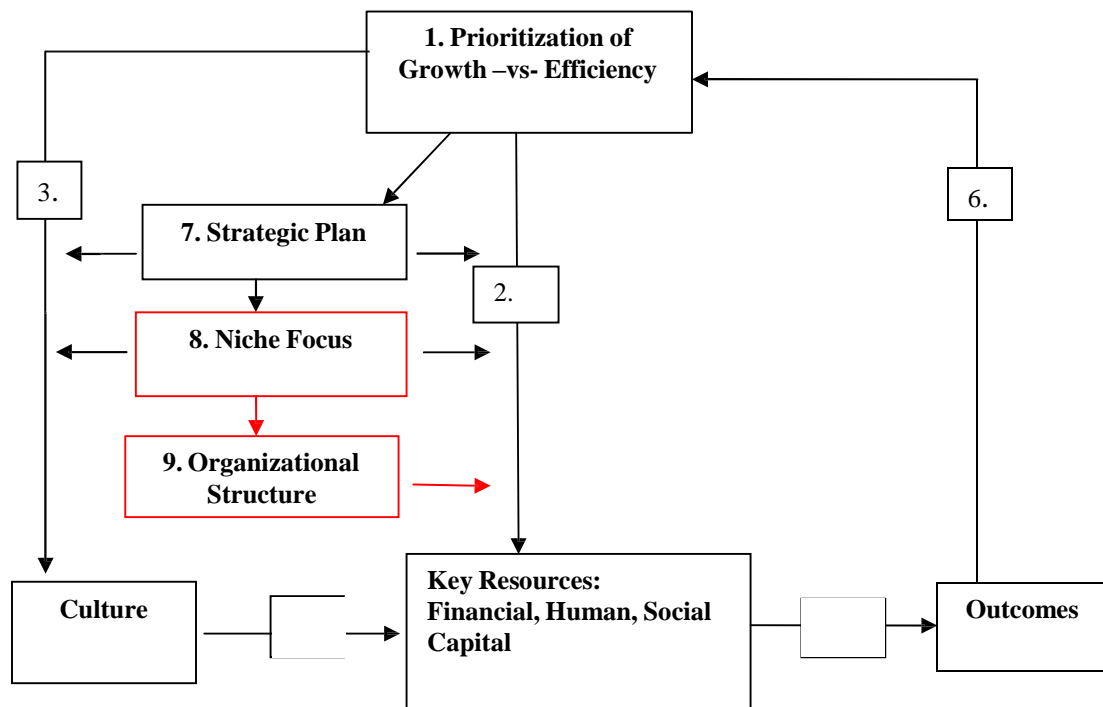 1. Prioritization of
Growth –vs- Efficiency
3.
6.
7. Strategic Plan
2.
8. Niche Focus
9. Organizational
Structure
Culture
Key Resources:
Financial, Human, Social
Capital
Outcomes